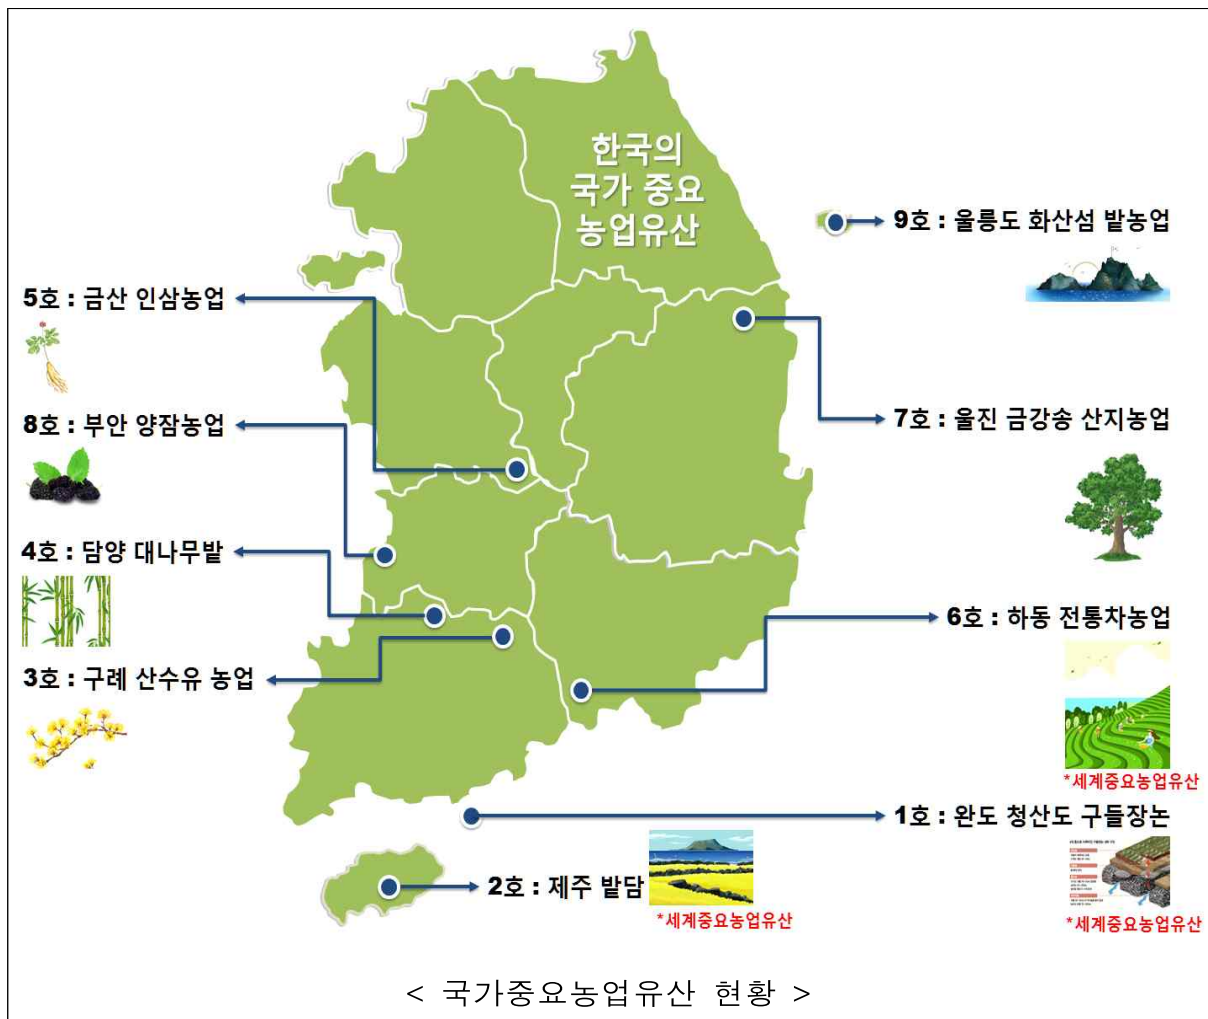 한국의
국가 중요
농업유산
9호 : 울릉도 화산섬 밭농업
5호 : 금산 인삼농업
8호 : 부안 양잠농업
7호 : 울진 금강송 산지농업
4호 : 담양 대나무밭
6호 : 하동 전통차농업
3호 : 구례 산수유 농업
*세계중요농업유산
1호 : 완도 청산도 구들장논
2호 : 제주 밭담
*세계중요농업유산
*세계중요농업유산
< 국가중요농업유산 현황 >